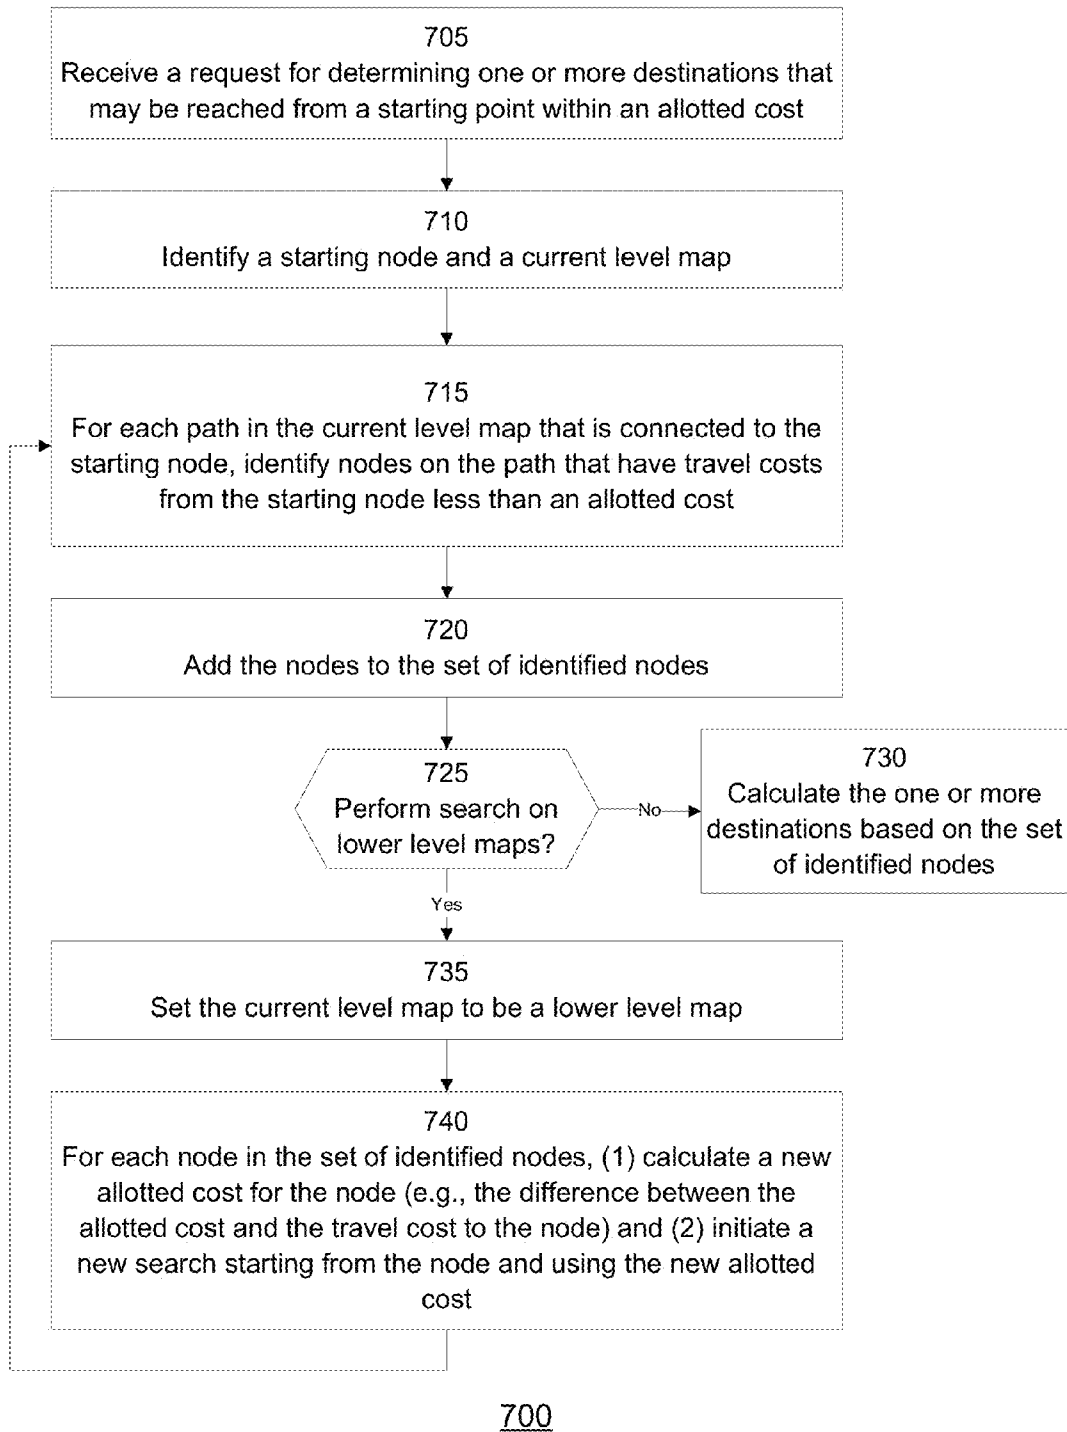 705
Receive a request for determining one or more destinations that
may be reached from a starting point within an allotted cost
710
Identify a starting node and a current level map
715
For each path in the current level map that is connected to the
starting node, identify nodes on the path that have travel costs
from the starting node less than an allotted cost
720
Add the nodes to the set of identified nodes
725
Perform search on
lower level maps?
No
730
Calculate the one or more
destinations based on the set
of identified nodes
Yes
735
Set the current level map to be a lower level map
740
For each node in the set of identified nodes, (1) calculate a new
allotted cost for the node (e.g., the difference between the
allotted cost and the travel cost to the node) and (2) initiate a
new search starting from the node and using the new allotted
cost
700